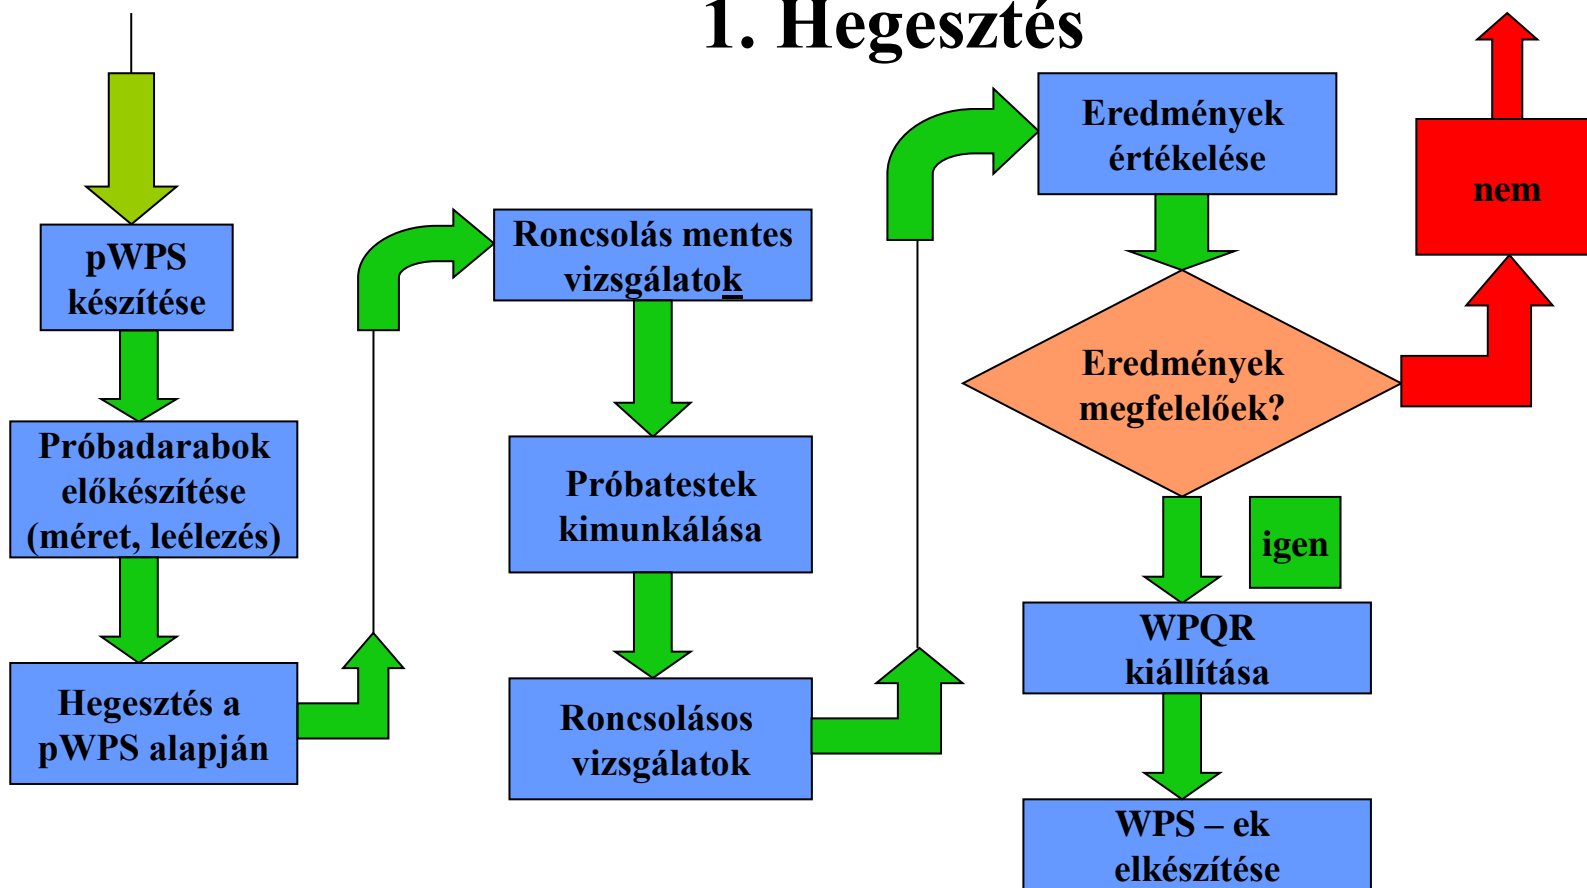 1. Hegesztés
pWPS
készítése
Próbadarabok
előkészítése
(méret, leélezés)
Hegesztés a
pWPS alapján
Roncsolás mentes
vizsgálatok
Próbatestek
kimunkálása
Roncsolásos
vizsgálatok
Eredmények
értékelése
Eredmények
megfelelőek?
nem
igen
WPQR
kiállítása
WPS – ek
elkészítése